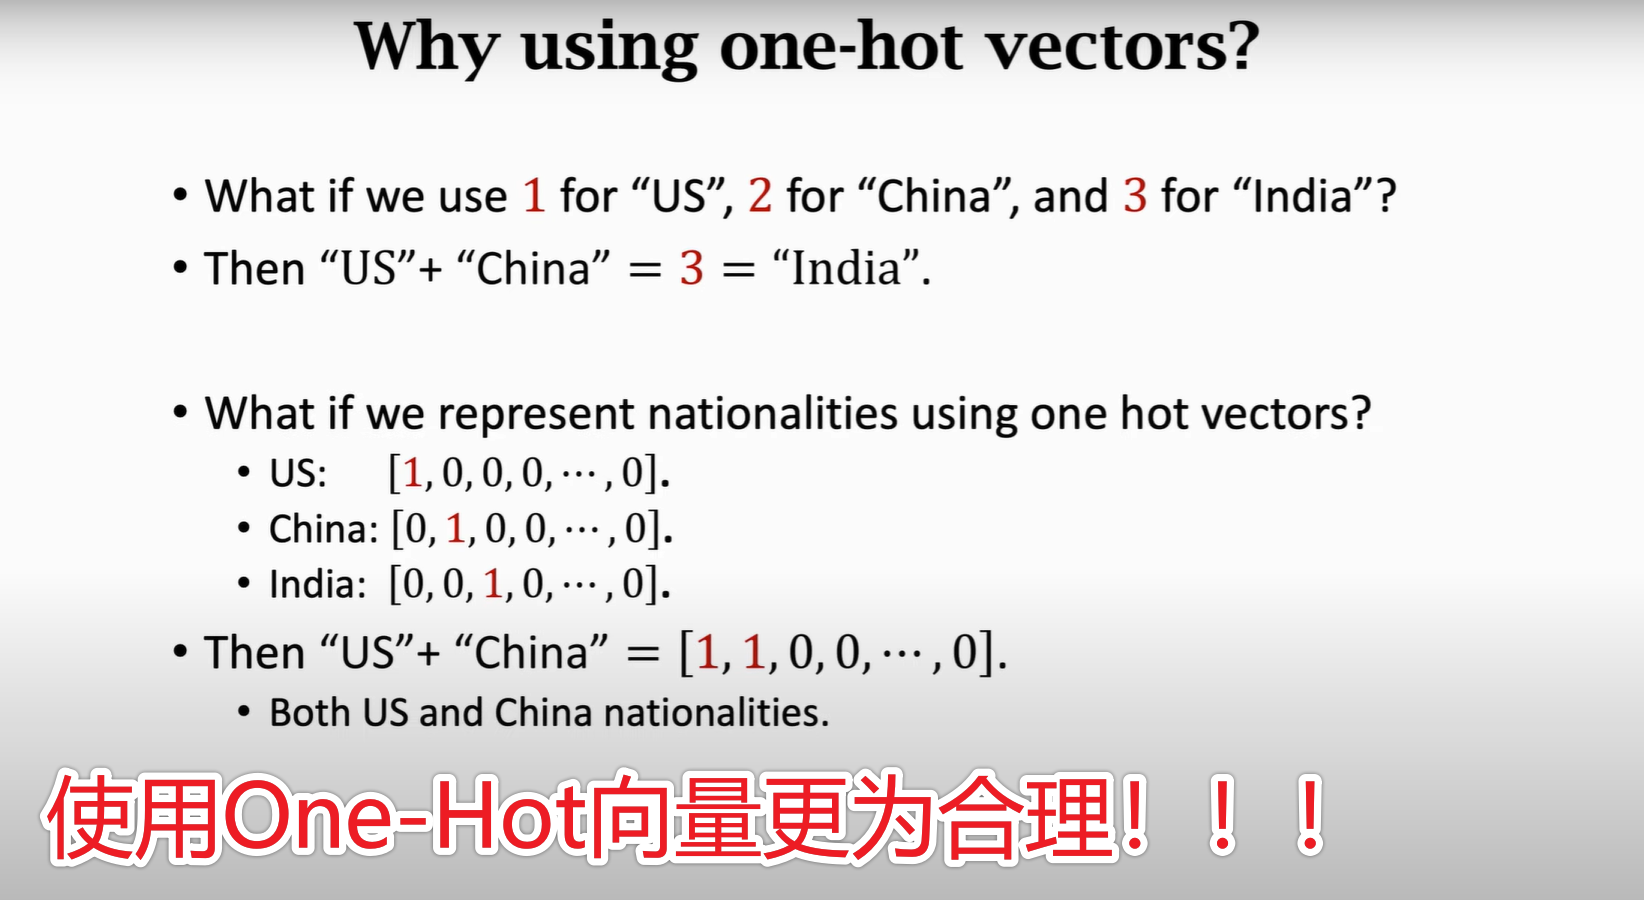 Why using one-hot vectors?
• What if we use 1 for “US”, 2 for “China”, and 3 for “India”?
• Then “US”+ “China” = 3 = “India”.
• What if we represent nationalities using one hot vectors?
• US: [1, 0, 0, 0, ⋯ , 0].
• China: [0, 1, 0, 0, ⋯ , 0].
• India: [0, 0, 1, 0, ⋯ , 0].
• Then “US”+ “China” = [1, 1, 0, 0, ⋯ , 0].
• Both US and China nationalities.
使用One-Hot向量更为合理！！！